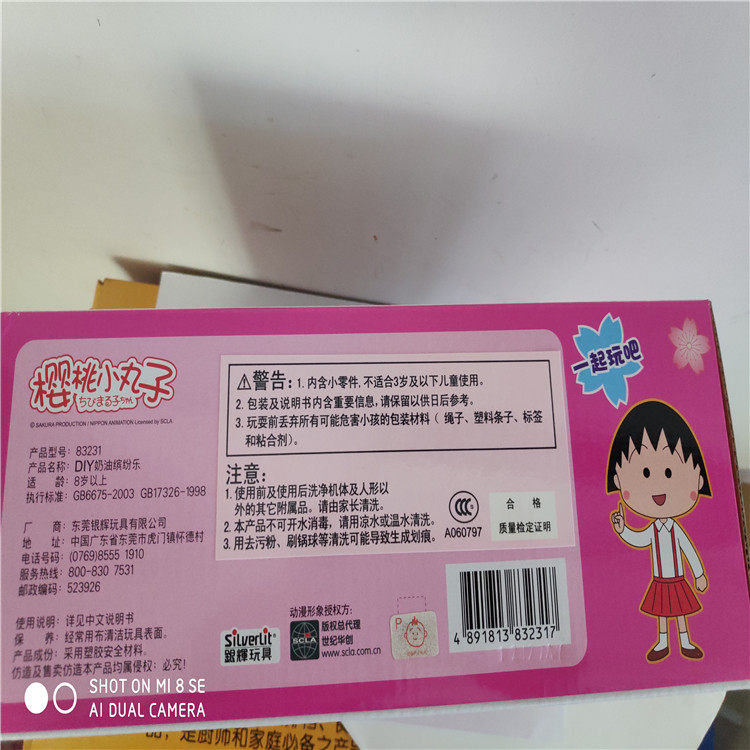 一起玩吧
樱桃小丸子
ちびまる子ちゃん
© SAKURA PRODUCTION / NIPPON ANIMATION Licensed by SCLA
产品型号：83231
产品名称：DIY奶油缤纷乐
适 龄：8岁以上
执行标准：GB6675-2003 GB17326-1998
厂 商：东莞银辉玩具有限公司
地 址：中国广东省东莞市虎门镇怀德村
电话号码：(0769)8555 1910
服务热线：800-830 7531
邮政编码：523926
使用说明：详见中文说明书
保 养：经常用布清洁玩具表面。
产品成份：采用塑胶安全材料。
仿造及售卖仿造本产品均属侵权：必究！
警告：1. 内含小零件，不适合3岁及以下儿童使用。
2. 包装及说明书内含重要信息，请保留以供日后参考。
3. 玩耍前丢弃所有可能危害小孩的包装材料（ 绳子、塑料条子、标签
和粘合剂）。
注意：
1. 使用前及使用后洗净机体及人形以
外的其它附属品。请由家长清洗。
2. 本产品不可开水消毒，请用凉水或温水清洗。
3. 用去污粉、刷锅球等清洗可能导致生成划痕。
CCC
A060797
合 格
质量检定证明
Silverlit
銀輝玩具
动漫形象授权方：
SCLA
版权总代理
世纪华创
www.scla.com.cn
P
4 891813 832317
SHOT ON MI 8 SE
AI DUAL CAMERA
品，是厨师和家庭必备之产品